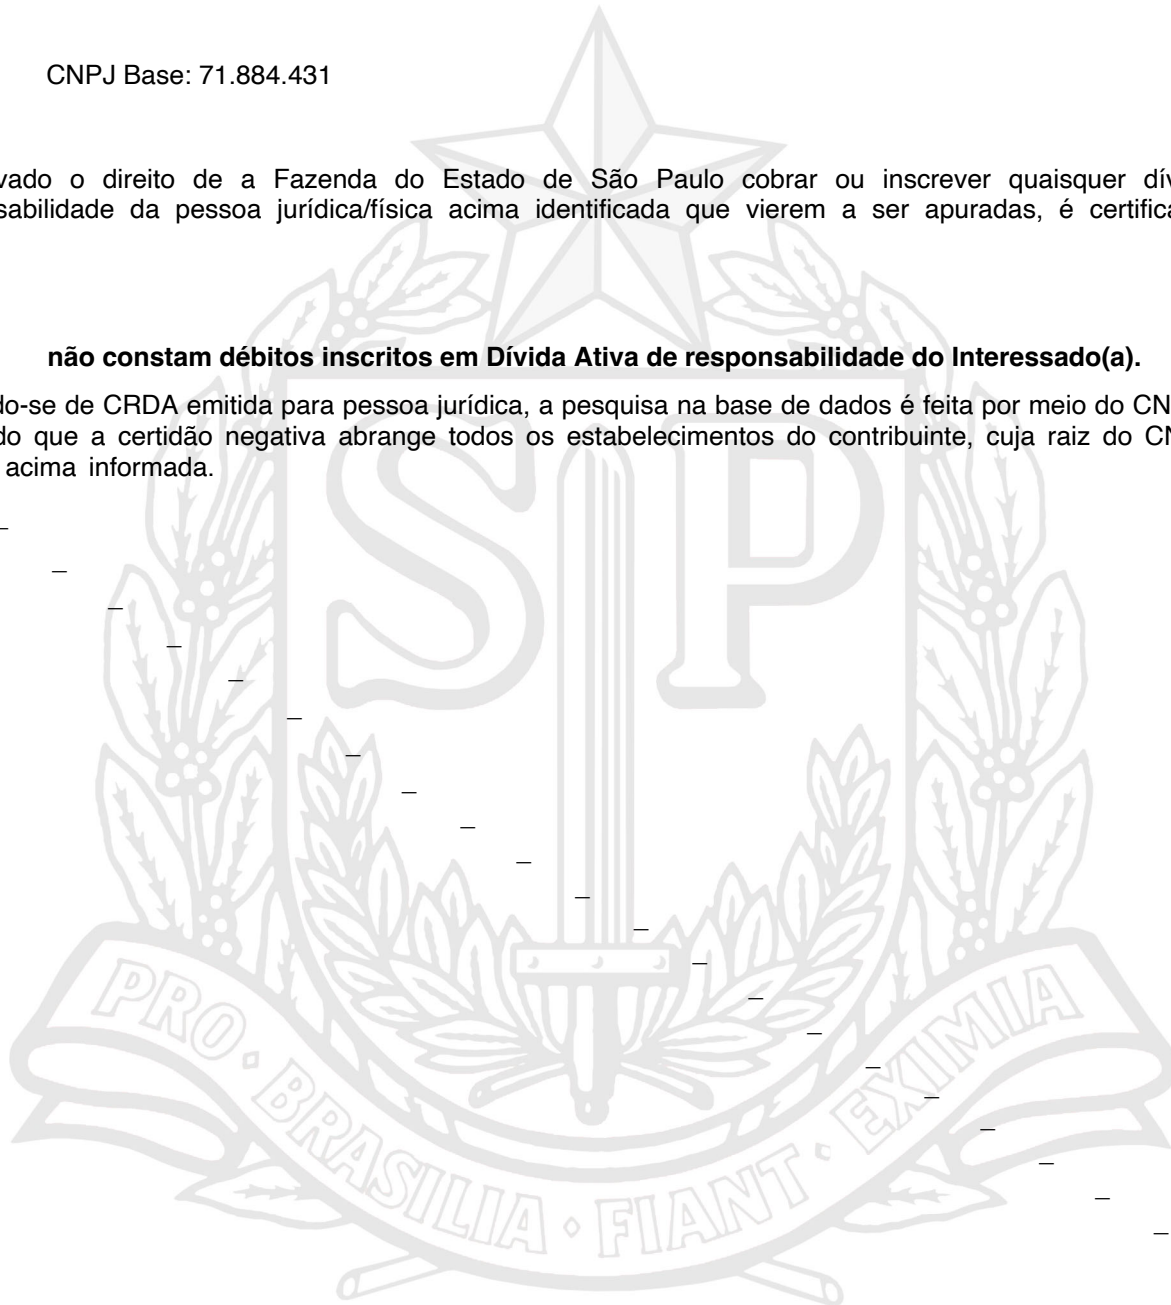 CNPJ Base: 71.884.431
vado o direito de a Fazenda do Estado de São Paulo cobrar ou inscrever quaisquer dív
sabilidade da pessoa jurídica/física acima identificada que vierem a ser apuradas, é certifica
não constam débitos inscritos em Dívida Ativa de responsabilidade do Interessado(a).
do-se de CRDA emitida para pessoa jurídica, a pesquisa na base de dados é feita por meio do CN
do que a certidão negativa abrange todos os estabelecimentos do contribuinte, cuja raiz do CN
acima informada.
SP
PRO • BRASILIA • FIANT • EXIMIA